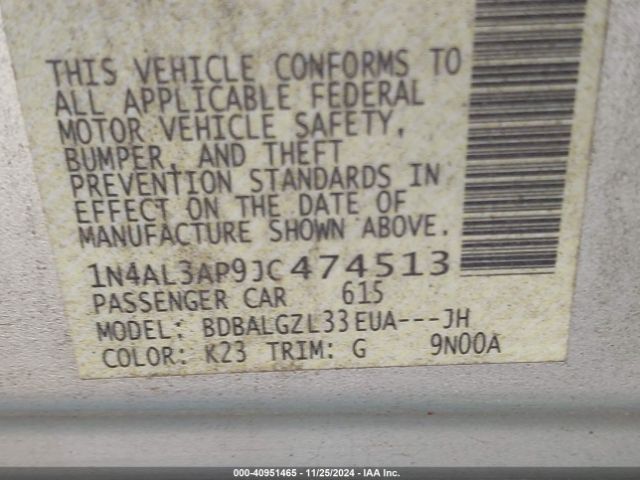 THIS VEHICLE CONFORMS TO
ALL APPLICABLE FEDERAL
MOTOR VEHICLE SAFETY,
BUMPER, AND THEFT
PREVENTION STANDARDS IN
EFFECT ON THE DATE OF
MANUFACTURE SHOWN ABOVE.
1N4AL3AP9JC474513
PASSENGER CAR 615
MODEL: BDBALGZL33EUA---JH
COLOR: K23 TRIM: G 9N00A
000-40951465 - 11/25/2024 - IAA Inc.